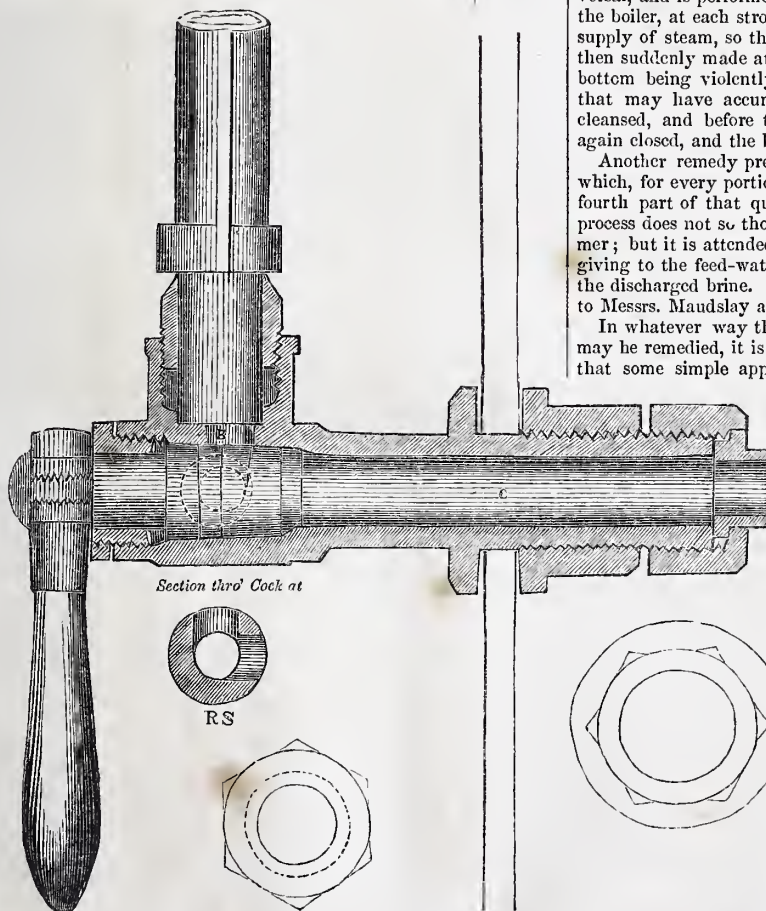 the boiler, at each stro
supply of steam, so th
then suddenly made at
bottom being violently
that may have accur
cleansed, and before t
again closed, and the b
Another remedy pre
which, for every portio
fourth part of that qu
process does not so tho
mer; but it is attended
giving to the feed-wat
the discharged brine.
to Messrs. Maudslay a
In whatever way th
may be remedied, it is
that some simple app
B
C
Section thro' Cock at
RS